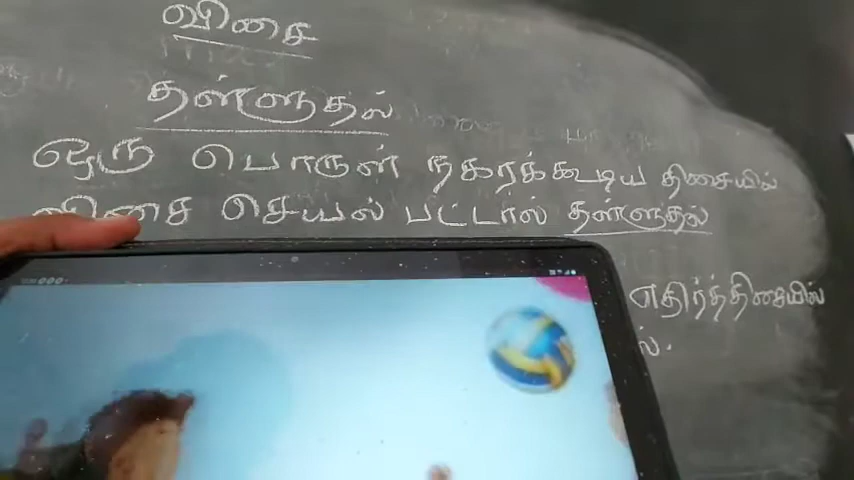 விசை
தள்ளுதல்
ஒரு பொருள் நகரக்கூடிய திசையில்
விசை செயல் பட்டால் தள்ளுதல்
எதிர்த்திசையில்
ல்.